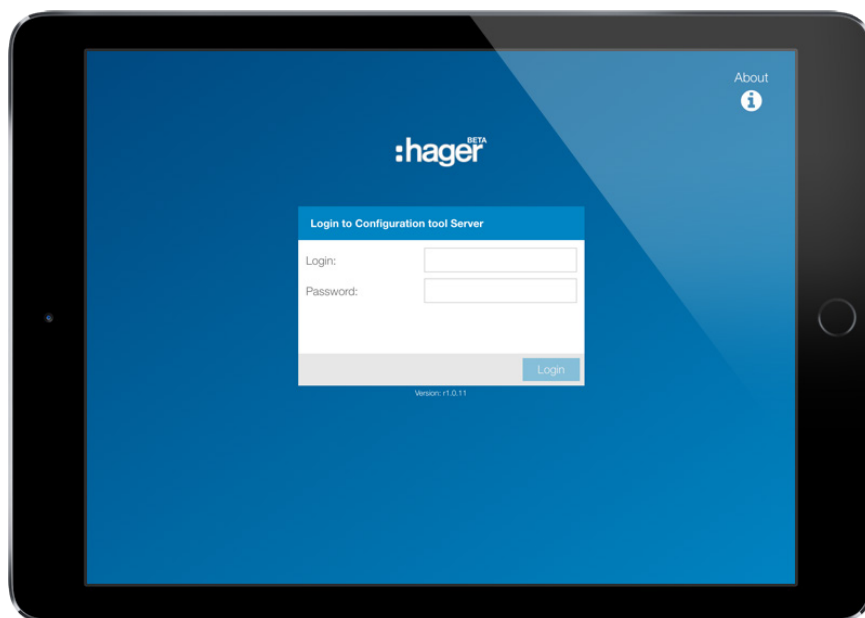 About
:hager
BETA
Login to Configuration tool Server
Login:
Password:
Login
Version: r1.0.11